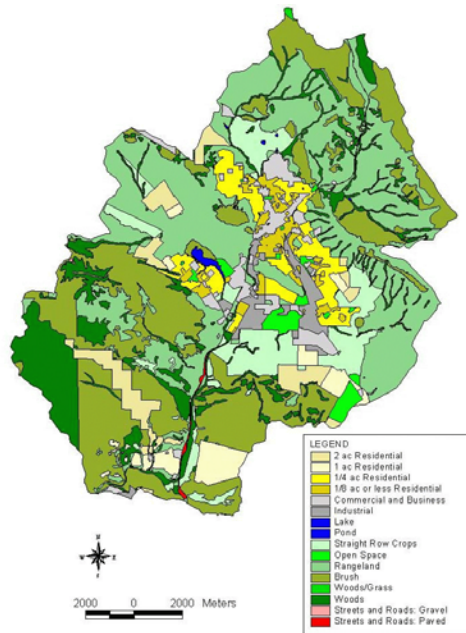 LEGEND
2 ac Residential
1 ac Residential
1/4 ac Residential
1/8 ac or less Residential
Commercial and Business
Industrial
Lake
Pond
Straight Row Crops
Open Space
Rangeland
Brush
Woods/Grass
Woods
Streets and Roads: Gravel
Streets and Roads: Paved
N
W E
S
2000 0 2000 Meters